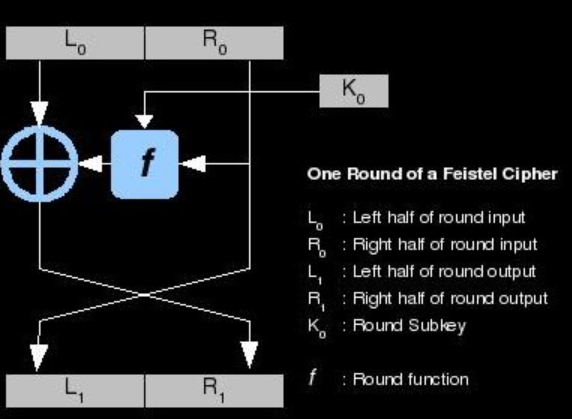 L₀ R₀
K₀
f
One Round of a Feistel Cipher
L₀ : Left half of round input
R₀ : Right half of round input
L₁ : Left half of round output
R₁ : Right half of round output
K₀ : Round Subkey
f : Round function
L₁ R₁